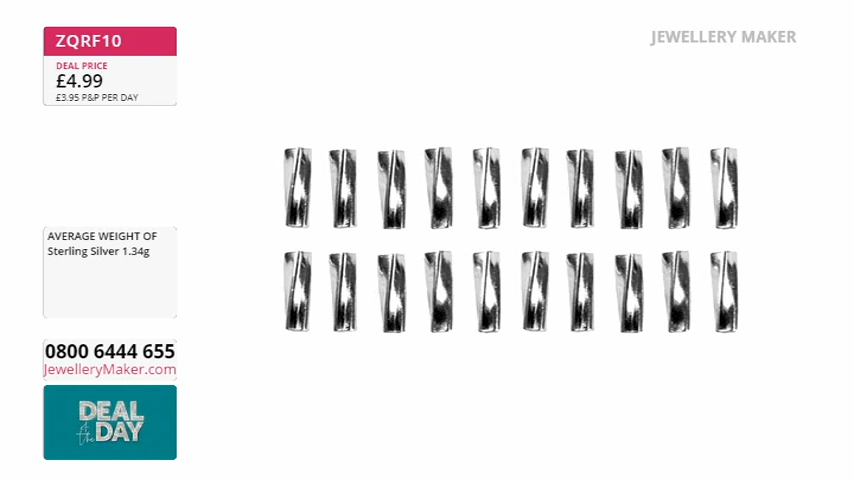 ZQRF10
DEAL PRICE
£4.99
£3.95 P&P PER DAY
JEWELLERY MAKER
AVERAGE WEIGHT OF
Sterling Silver 1.34g
0800 6444 655
JewelleryMaker.com
DEAL
of the DAY